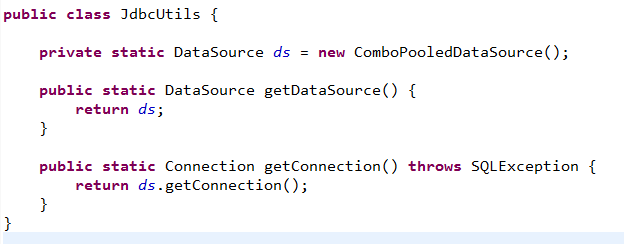 public class JdbcUtils {
private static DataSource ds = new ComboPooledDataSource();
public static DataSource getDataSource() {
return ds;
}
public static Connection getConnection() throws SQLException {
return ds.getConnection();
}
}